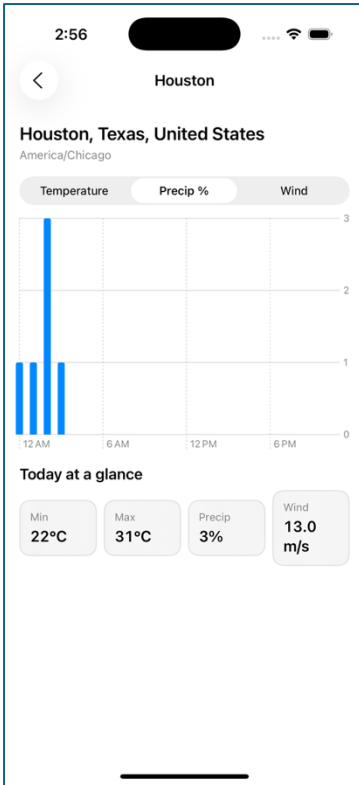 2:56
Houston
Houston, Texas, United States
America/Chicago
Temperature Precip % Wind
3
2
1
0
12 AM 6 AM 12 PM 6 PM
Today at a glance
Min Max Precip Wind
22°C 31°C 3% 13.0
m/s